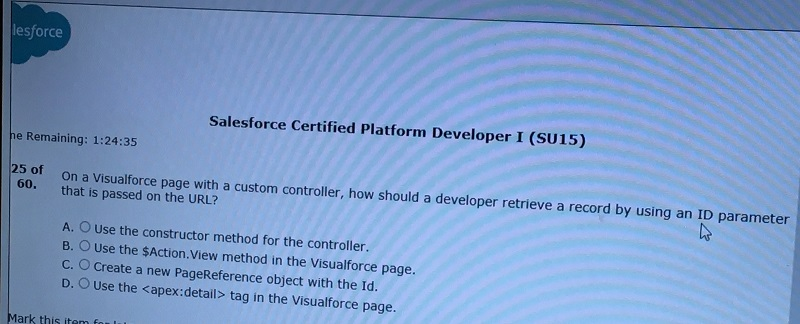 lesforce
Salesforce Certified Platform Developer I (SU15)
ne Remaining: 1:24:35
25 of
60.
On a Visualforce page with a custom controller, how should a developer retrieve a record by using an ID parameter
that is passed on the URL?
A. Use the constructor method for the controller.
B. Use the $Action.View method in the Visualforce page.
C. Create a new PageReference object with the Id.
D. Use the <apex:detail> tag in the Visualforce page.
Mark this item for